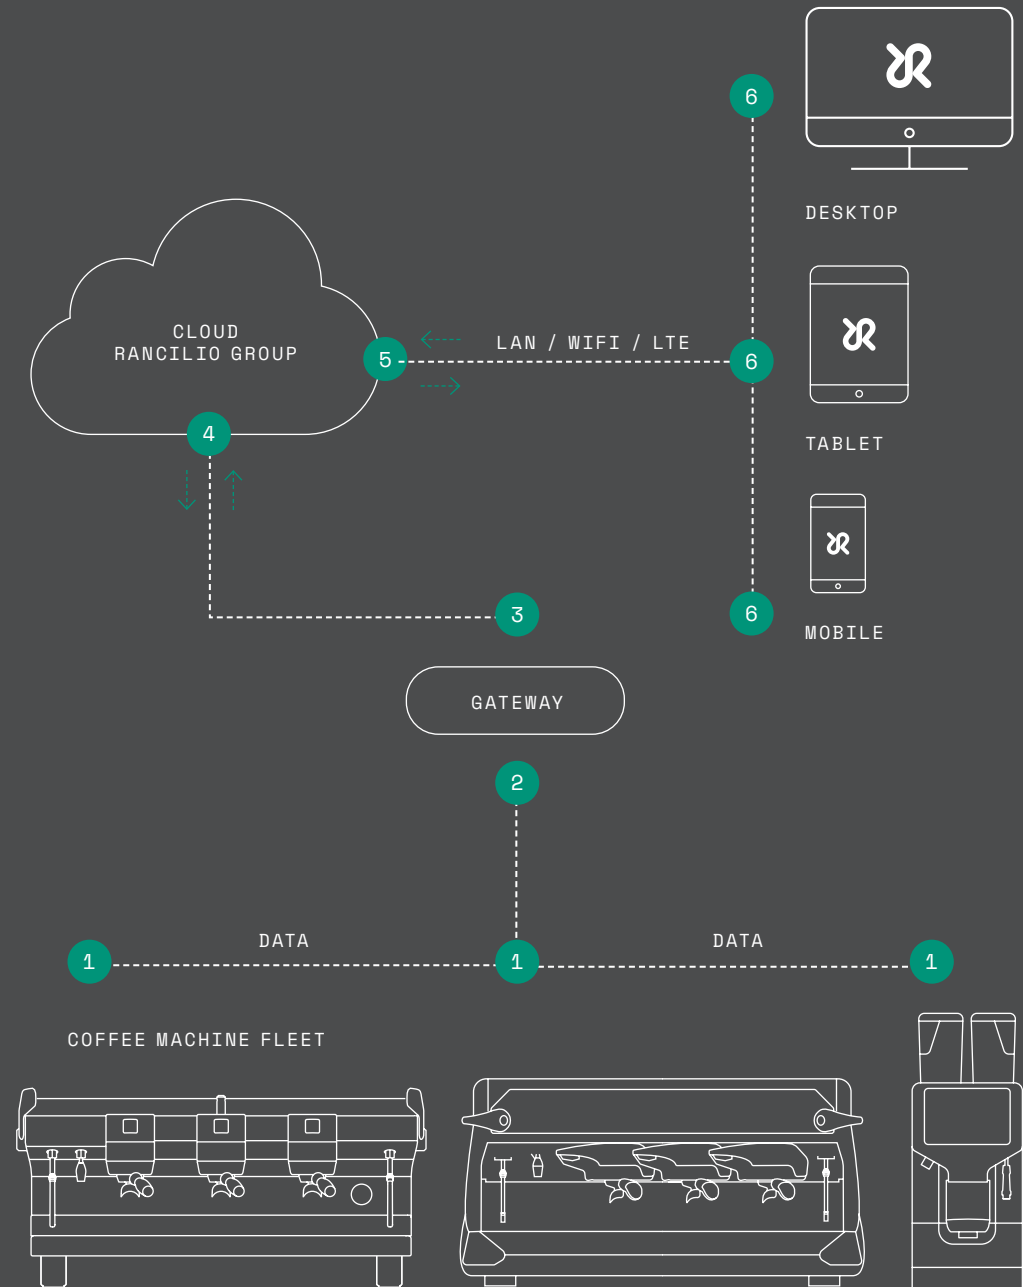 6
DESKTOP
CLOUD
RANCILIO GROUP
5
LAN / WIFI / LTE
6
4
TABLET
3
6
MOBILE
GATEWAY
2
DATA
DATA
1
1
1
COFFEE MACHINE FLEET